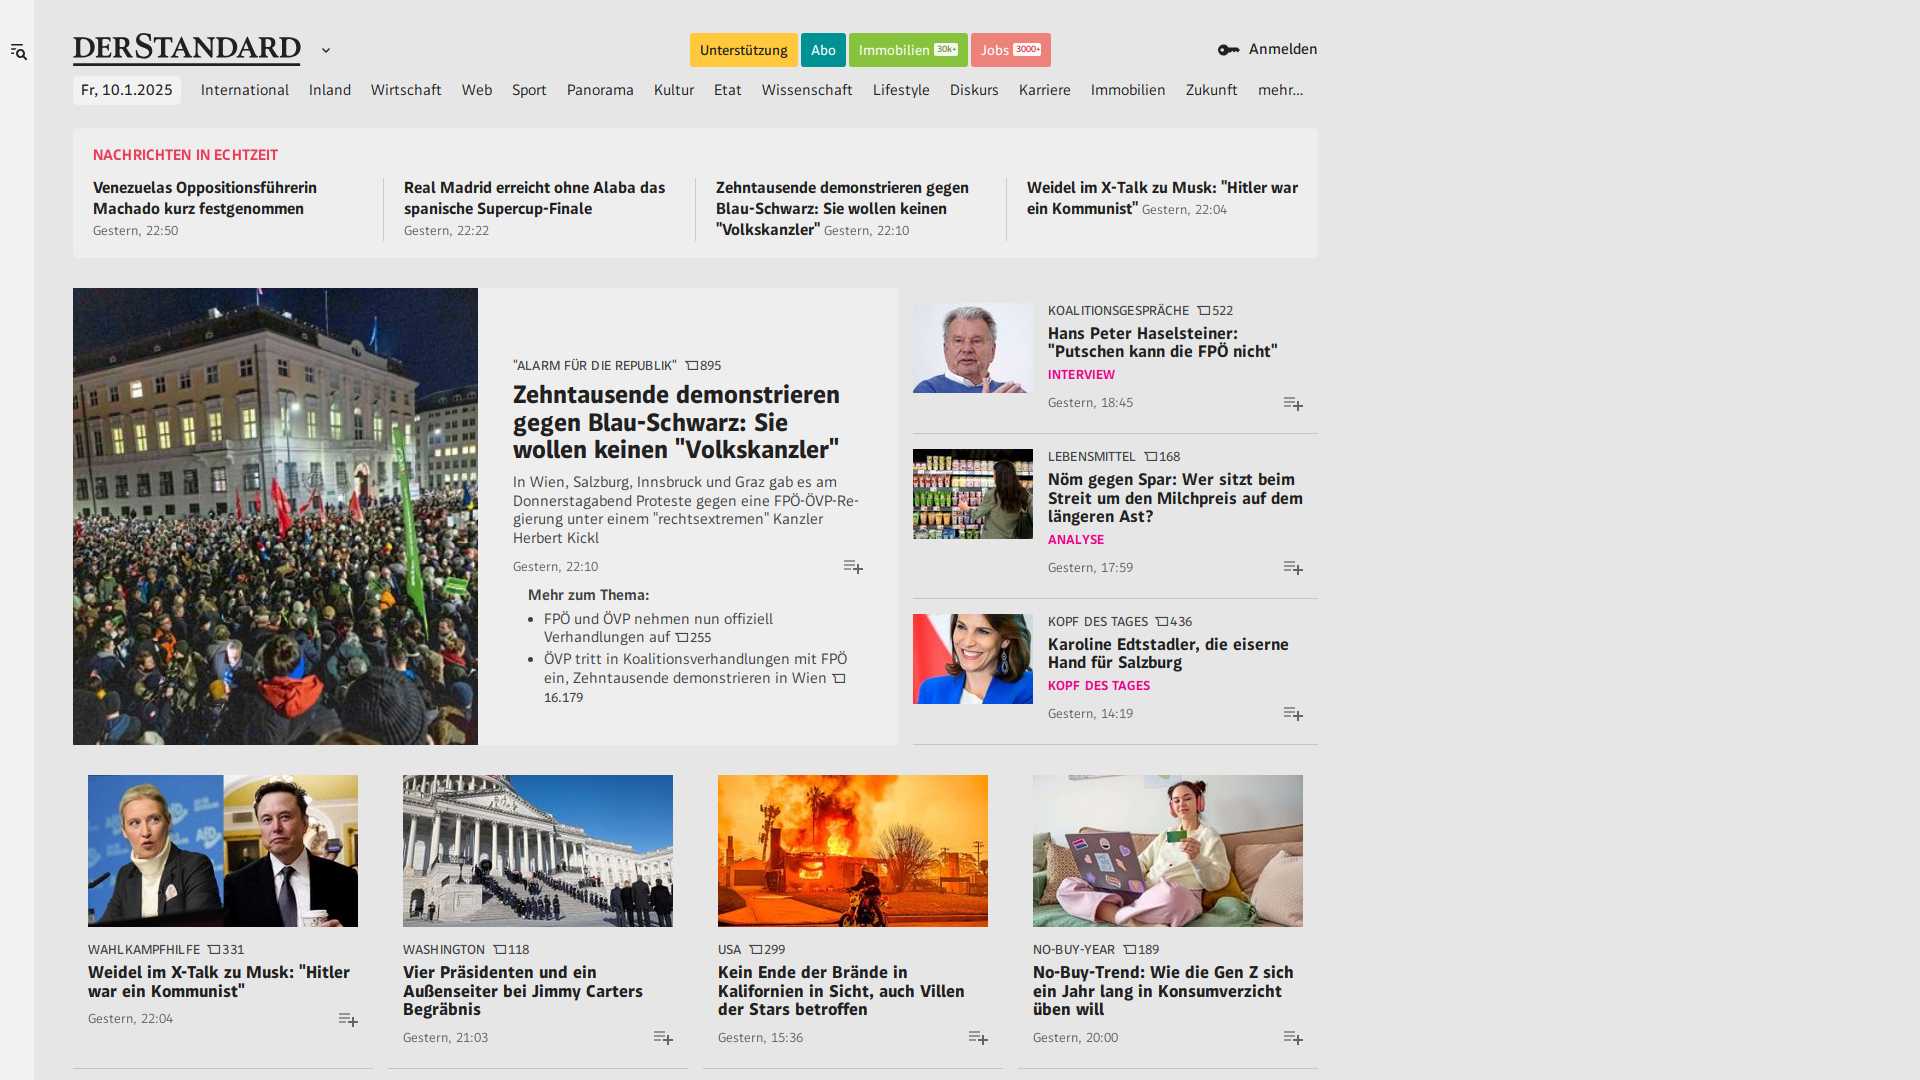 DERSTANDARD
Unterstützung
Abo
Immobilien 30k+
Jobs 3000+
Anmelden
Fr, 10.1.2025
International
Inland
Wirtschaft
Web
Sport
Panorama
Kultur
Etat
Wissenschaft
Lifestyle
Diskurs
Karriere
Immobilien
Zukunft
mehr...
NACHRICHTEN IN ECHTZEIT
Venezuelas Oppositionsführerin
Machado kurz festgenommen
Gestern, 22:50
Real Madrid erreicht ohne Alaba das
spanische Supercup-Finale
Gestern, 22:22
Zehntausende demonstrieren gegen
Blau-Schwarz: Sie wollen keinen
"Volkskanzler" Gestern, 22:10
Weidel im X-Talk zu Musk: "Hitler war
ein Kommunist" Gestern, 22:04
"ALARM FÜR DIE REPUBLIK" 895
Zehntausende demonstrieren
gegen Blau-Schwarz: Sie
wollen keinen "Volkskanzler"
In Wien, Salzburg, Innsbruck und Graz gab es am
Donnerstagabend Proteste gegen eine FPÖ-ÖVP-Re-
gierung unter einem "rechtsextremen" Kanzler
Herbert Kickl
Gestern, 22:10
Mehr zum Thema:
• FPÖ und ÖVP nehmen nun offiziell
Verhandlungen auf 255
• ÖVP tritt in Koalitionsverhandlungen mit FPÖ
ein, Zehntausende demonstrieren in Wien
16.179
KOALITIONSGESPRÄCHE 522
Hans Peter Haselsteiner:
"Putschen kann die FPÖ nicht"
INTERVIEW
Gestern, 18:45
LEBENSMITTEL 168
Nöm gegen Spar: Wer sitzt beim
Streit um den Milchpreis auf dem
längeren Ast?
ANALYSE
Gestern, 17:59
KOPF DES TAGES 436
Karoline Edtstadler, die eiserne
Hand für Salzburg
KOPF DES TAGES
Gestern, 14:19
WAHLKAMPFHILFE 331
Weidel im X-Talk zu Musk: "Hitler
war ein Kommunist"
Gestern, 22:04
WASHINGTON 118
Vier Präsidenten und ein
Außenseiter bei Jimmy Carters
Begräbnis
Gestern, 21:03
USA 299
Kein Ende der Brände in
Kalifornien in Sicht, auch Villen
der Stars betroffen
Gestern, 15:36
NO-BUY-YEAR 189
No-Buy-Trend: Wie die Gen Z sich
ein Jahr lang in Konsumverzicht
üben will
Gestern, 20:00